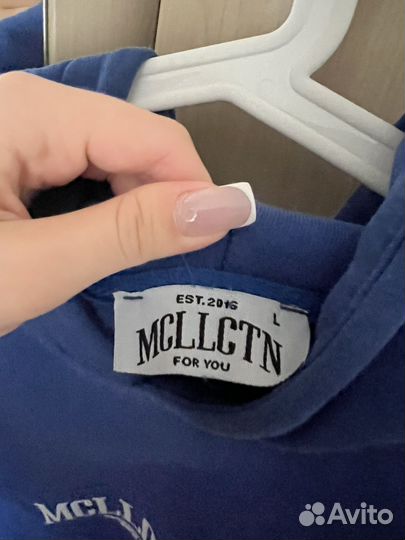 EST. 2016
MCLLCTN
L
FOR YOU
Avito